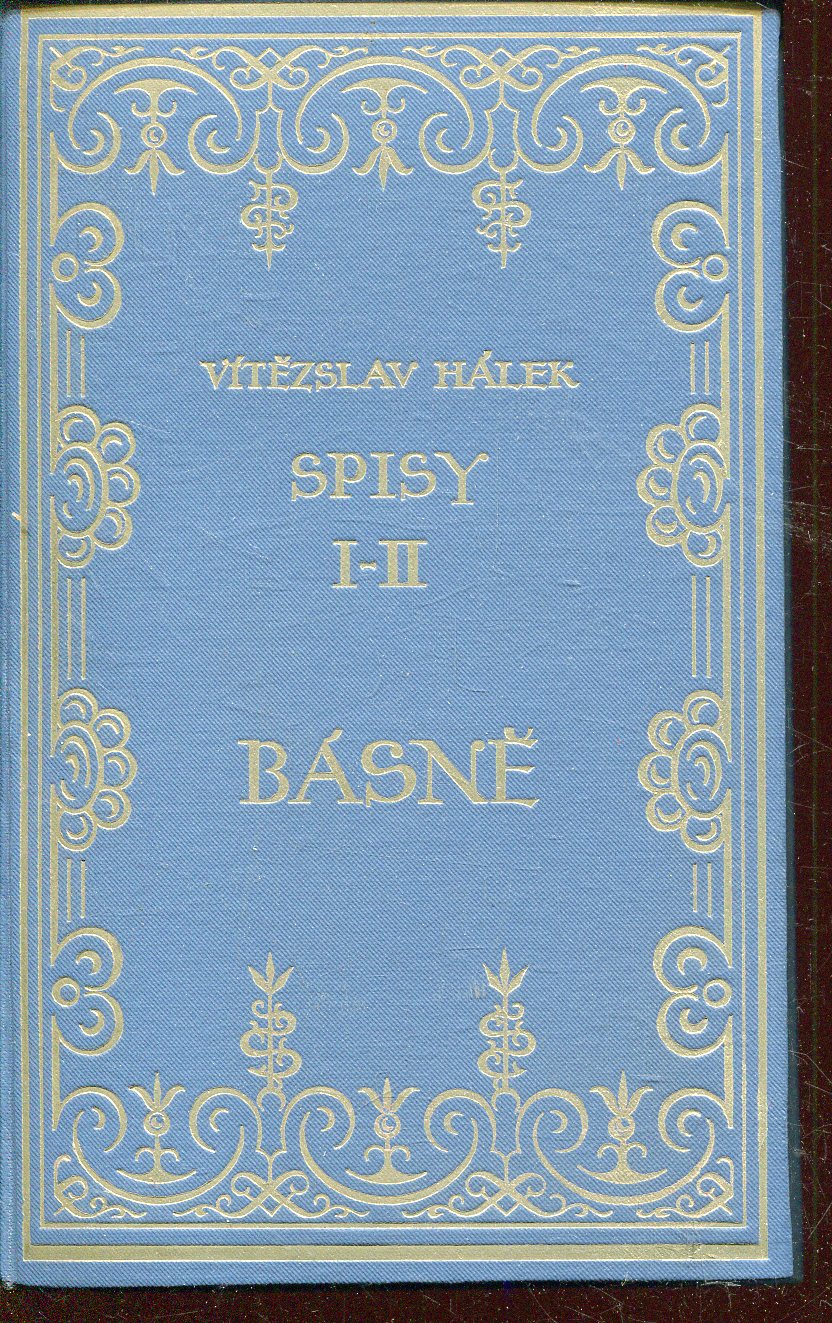 VÍTĚZSLAV HÁLEK
SPISY
I-II
BÁSNĚ